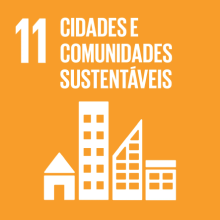 11 CIDADES E
COMUNIDADES
SUSTENTÁVEIS